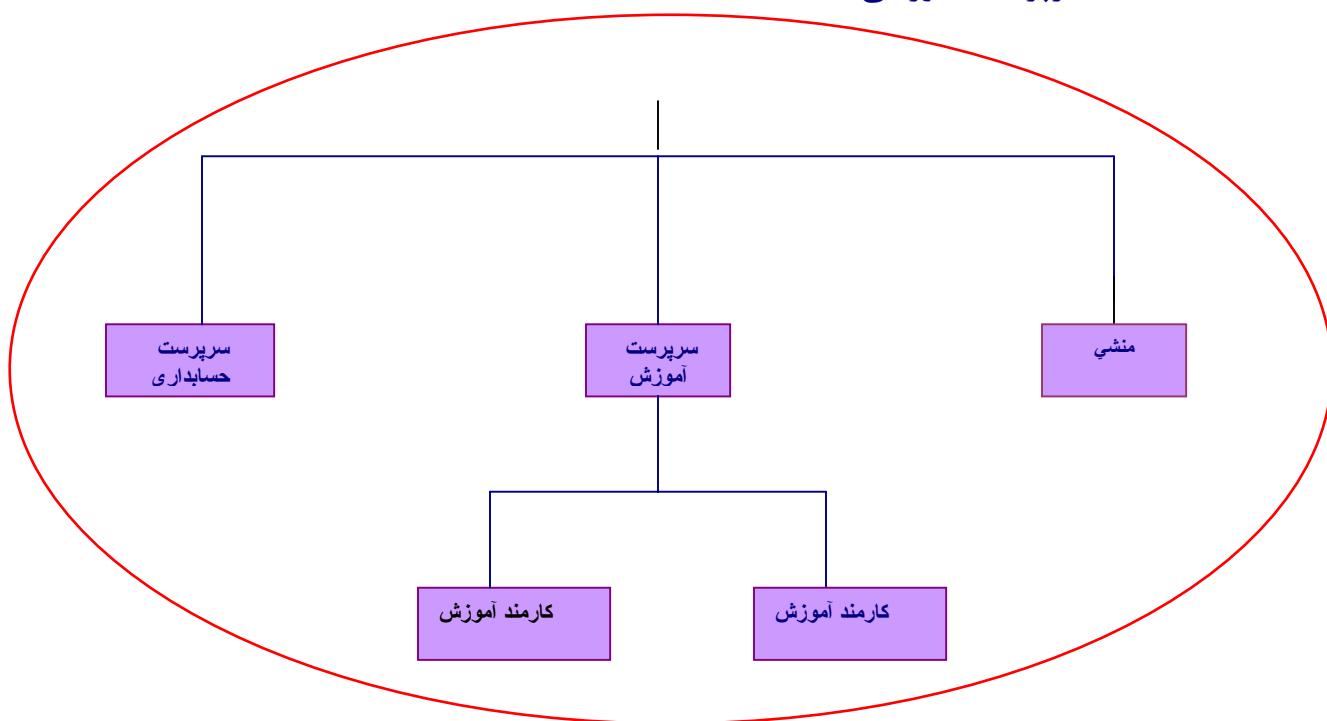 منشي
سرپرست
آموزش
سرپرست
حسابداری
کارمند آموزش
کارمند آموزش